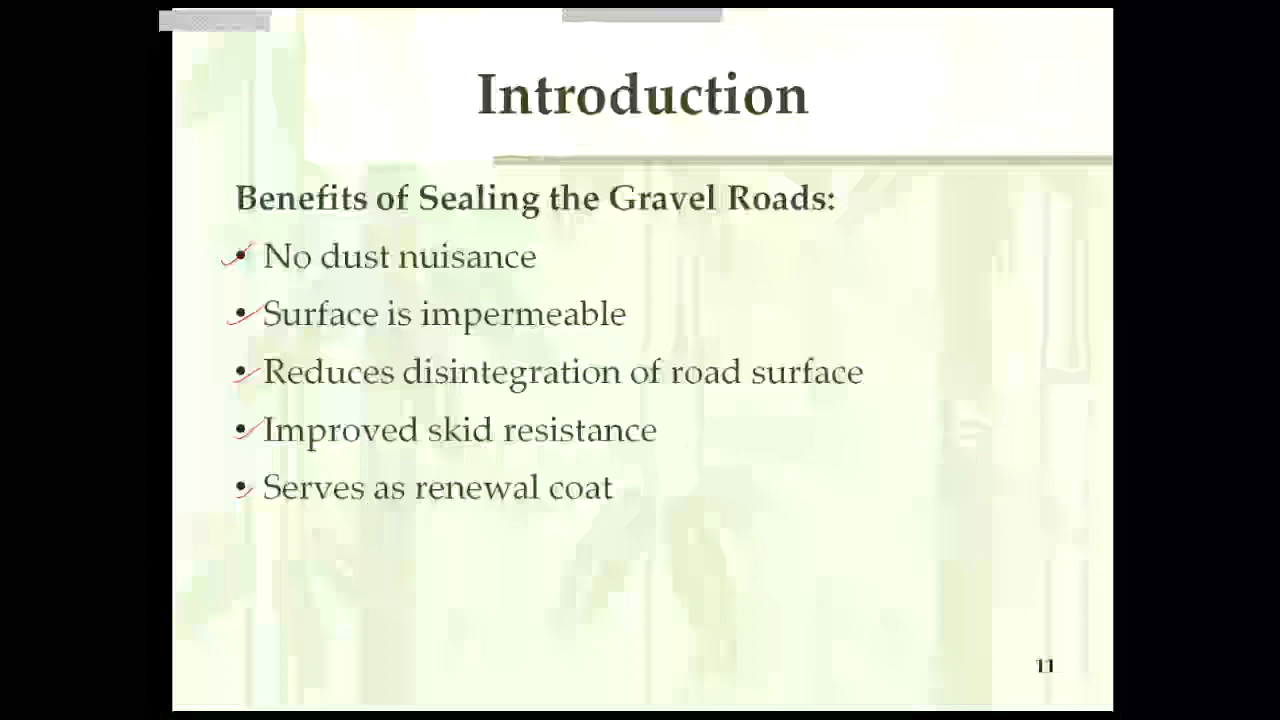 Introduction
Benefits of Sealing the Gravel Roads:
• No dust nuisance
• Surface is impermeable
• Reduces disintegration of road surface
• Improved skid resistance
• Serves as renewal coat
11